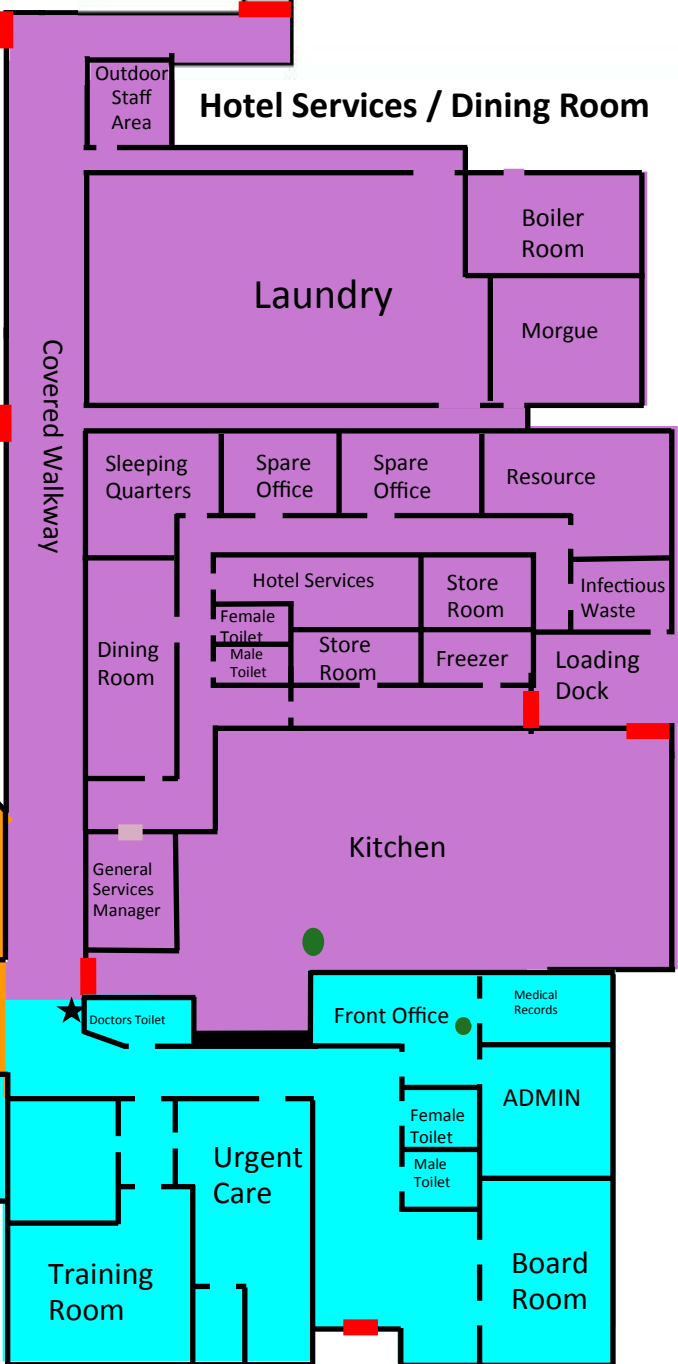 Outdoor
Staff
Area
Hotel Services / Dining Room
Boiler
Room
Laundry
Morgue
Covered Walkway
Sleeping
Quarters
Spare
Office
Spare
Office
Resource
Hotel Services
Store
Room
Infectious
Waste
Female
Toilet
Male
Toilet
Store
Room
Freezer
Loading
Dock
Dining
Room
Kitchen
General
Services
Manager
Doctors Toilet
Front Office
Medical
Records
ADMIN
Female
Toilet
Male
Toilet
Urgent
Care
Training
Room
Board
Room